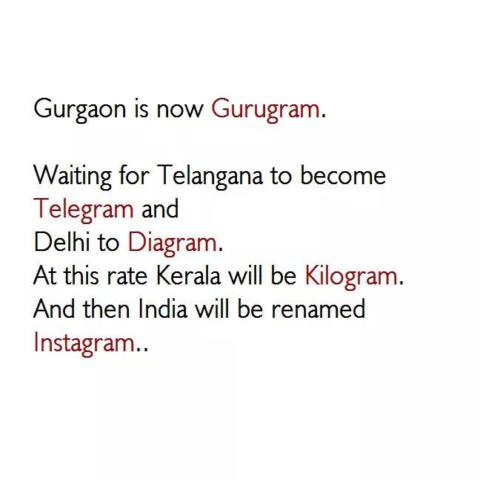 Gurgaon is now Gurugram.
Waiting for Telangana to become
Telegram and
Delhi to Diagram.
At this rate Kerala will be Kilogram.
And then India will be renamed
Instagram..